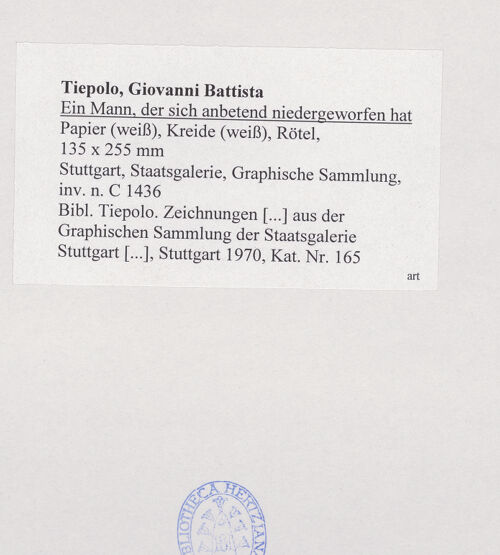 Tiepolo, Giovanni Battista
Ein Mann, der sich anbetend niedergeworfen hat
Papier (weiß), Kreide (weiß), Rötel,
135 x 255 mm
Stuttgart, Staatsgalerie, Graphische Sammlung,
inv. n. C 1436
Bibl. Tiepolo. Zeichnungen [...] aus der
Graphischen Sammlung der Staatsgalerie
Stuttgart [...], Stuttgart 1970, Kat. Nr. 165
art
BIBLIOTHECA HERTZIANA